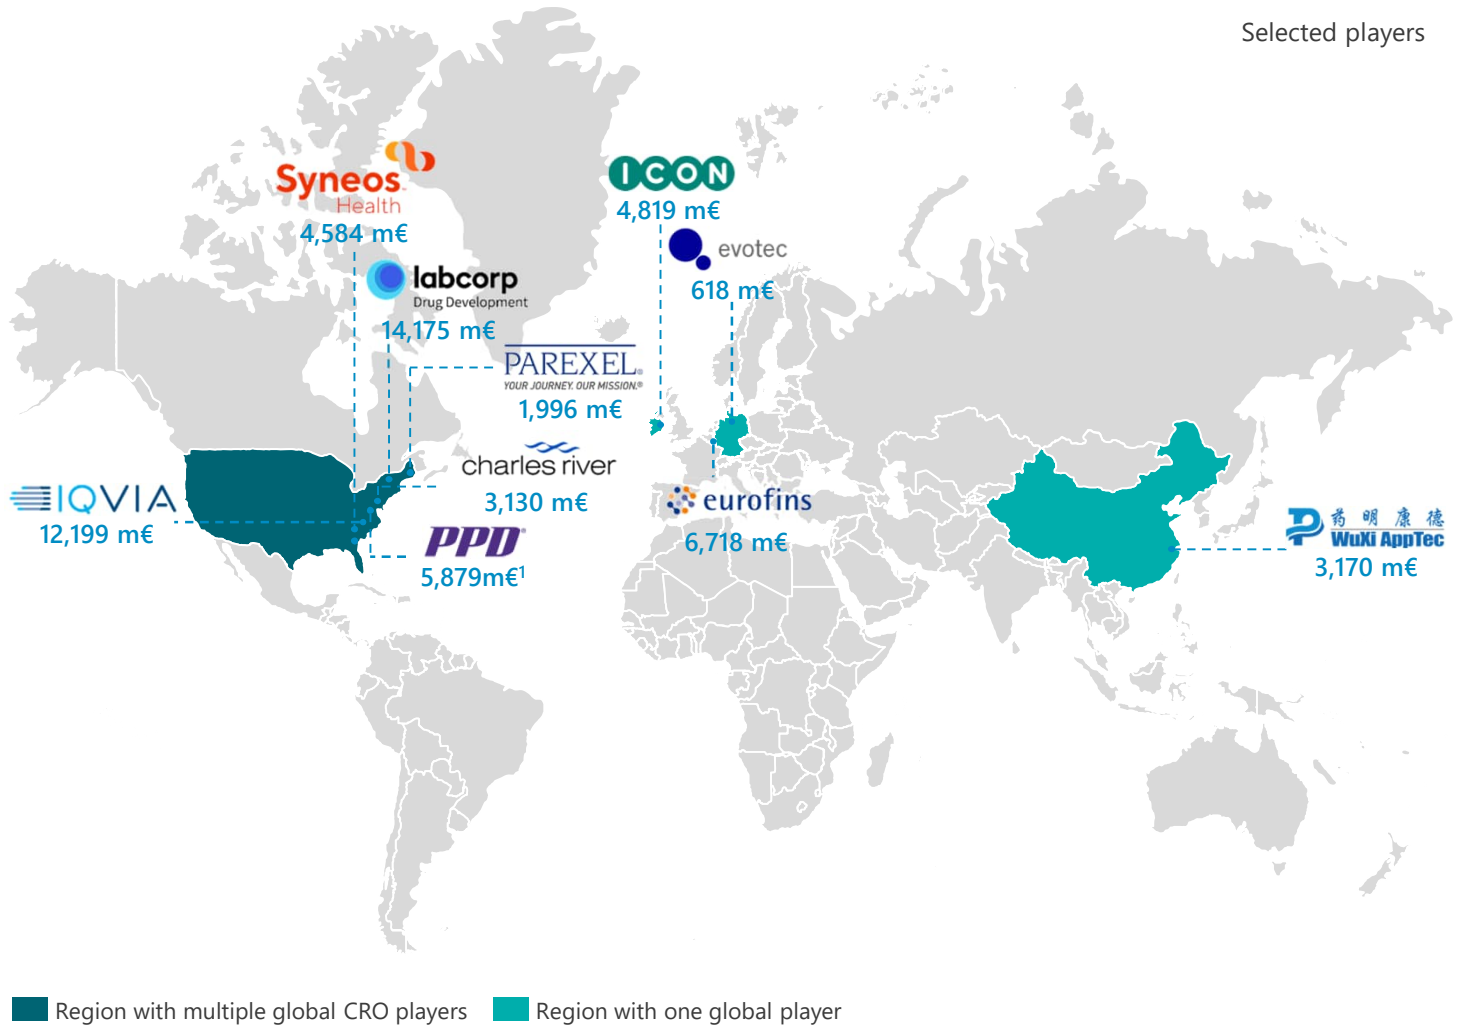 Selected players
Syneos
Health
4,584 m€
labcorp
Drug Development
14,175 m€
PAREXEL®
YOUR JOURNEY. OUR MISSION.®
1,996 m€
charles river
3,130 m€
IQVIA
12,199 m€
PPD®
5,879m€¹
ICON
4,819 m€
evotec
618 m€
eurofins
6,718 m€
药明康德
WuXi AppTec
3,170 m€
Region with multiple global CRO players
Region with one global player